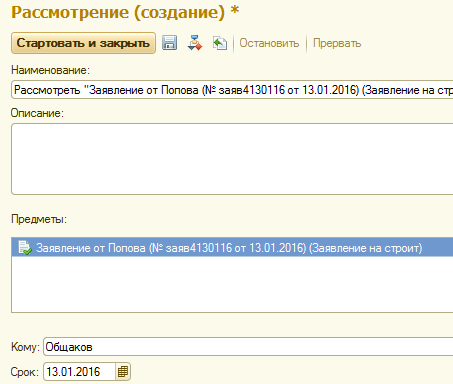 Рассмотрение (создание) *
Стартовать и закрыть Остановить Прервать
Наименование:
Рассмотреть "Заявление от Попова (№ заяв4130116 от 13.01.2016) (Заявление на стр
Описание:
Предметы:
Заявление от Попова (№ заяв4130116 от 13.01.2016) (Заявление на строит)
Кому: Общаков
Срок: 13.01.2016